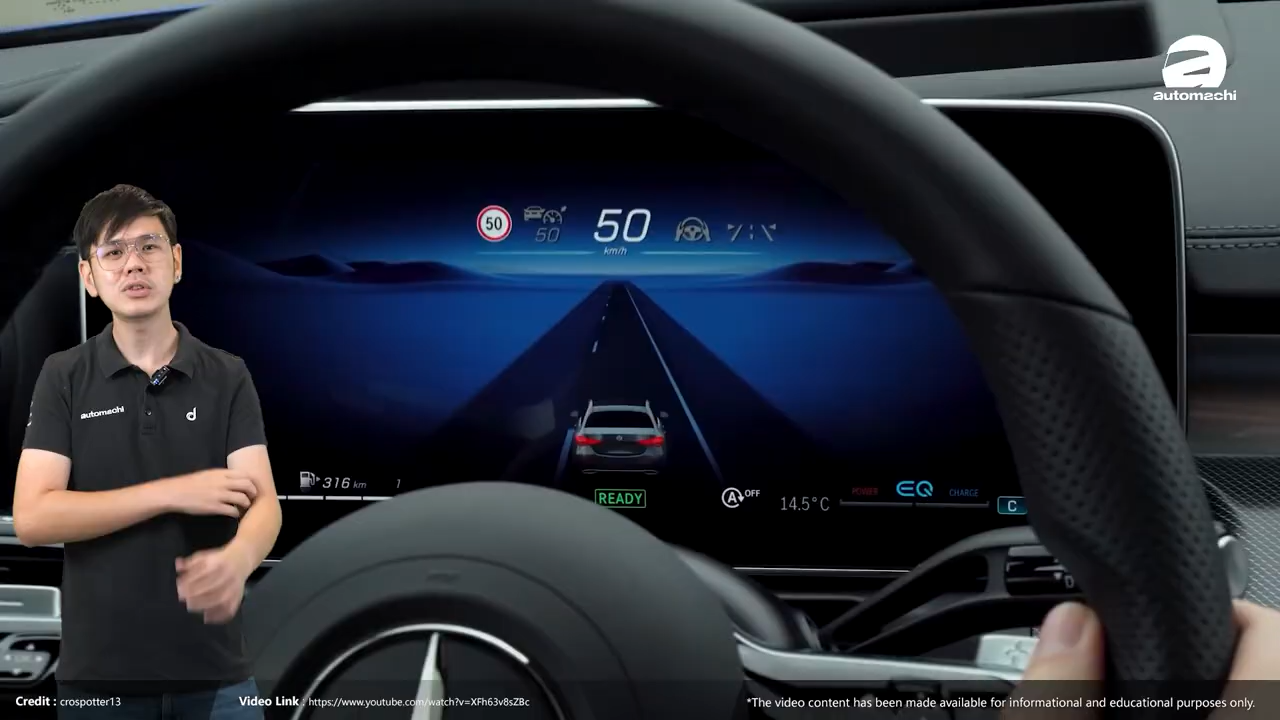 automachi
50
50
50
km/h
automachi
d
316 km
1
READY
A OFF
14.5°C
POWER
EQ
CHARGE
C
D
Credit : crospotter13
Video Link : https://www.youtube.com/watch?v=XFh63v8sZBc
*The video content has been made available for informational and educational purposes only.